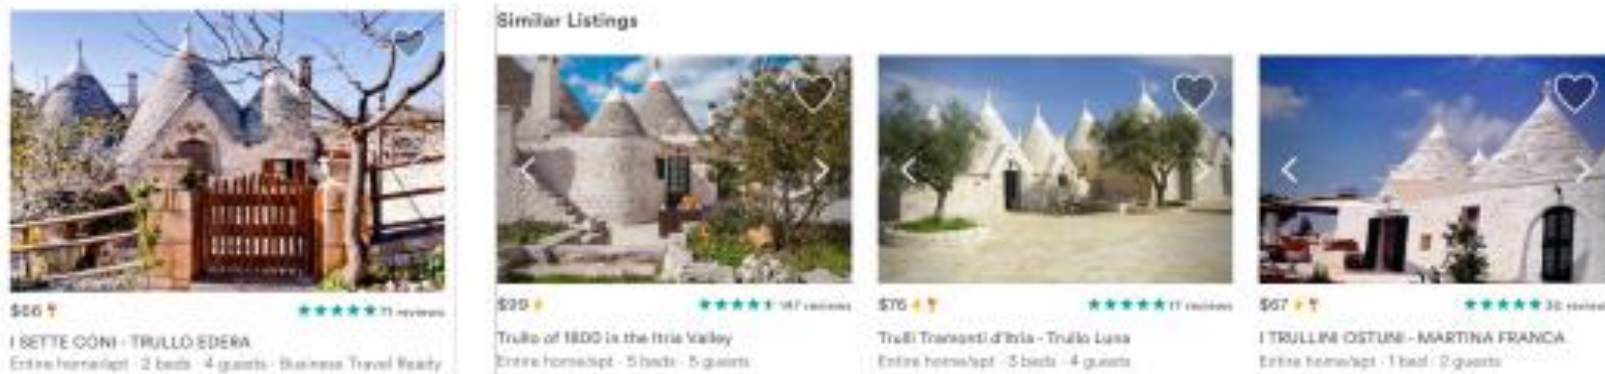 $66 71 reviews
I SETTE CONI - TRULLO EDERA
Entire home/apt · 2 beds · 4 guests · Business Travel Ready
Similar Listings
$99 147 reviews
Trullo of 1800 in the Itria Valley
Entire home/apt · 5 beds · 5 guests
$76 17 reviews
Trulli Tramonti d'Itria - Trullo Luna
Entire home/apt · 3 beds · 4 guests
$67 30 reviews
I TRULLINI OSTUNI - MARTINA FRANCA
Entire home/apt · 1 bed · 2 guests